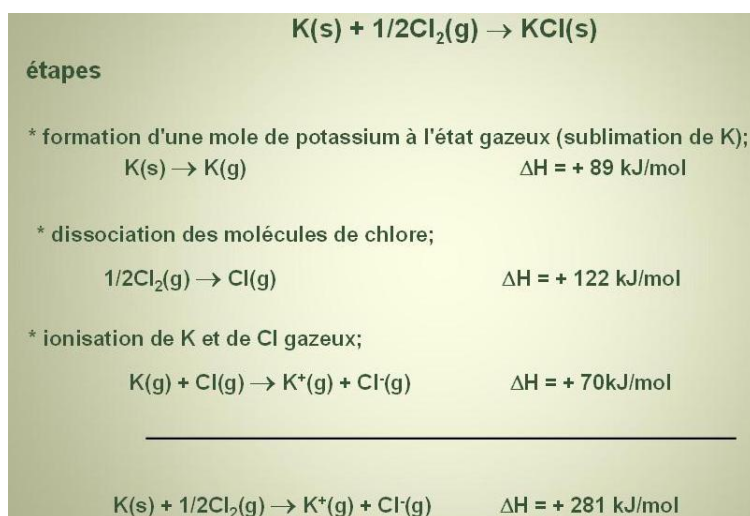 K(s) + 1/2Cl₂(g) → KCl(s)
étapes
* formation d'une mole de potassium à l'état gazeux (sublimation de K);
K(s) → K(g) ΔH = + 89 kJ/mol
* dissociation des molécules de chlore;
1/2Cl₂(g) → Cl(g) ΔH = + 122 kJ/mol
* ionisation de K et de Cl gazeux;
K(g) + Cl(g) → K⁺(g) + Cl⁻(g) ΔH = + 70kJ/mol
K(s) + 1/2Cl₂(g) → K⁺(g) + Cl⁻(g) ΔH = + 281 kJ/mol